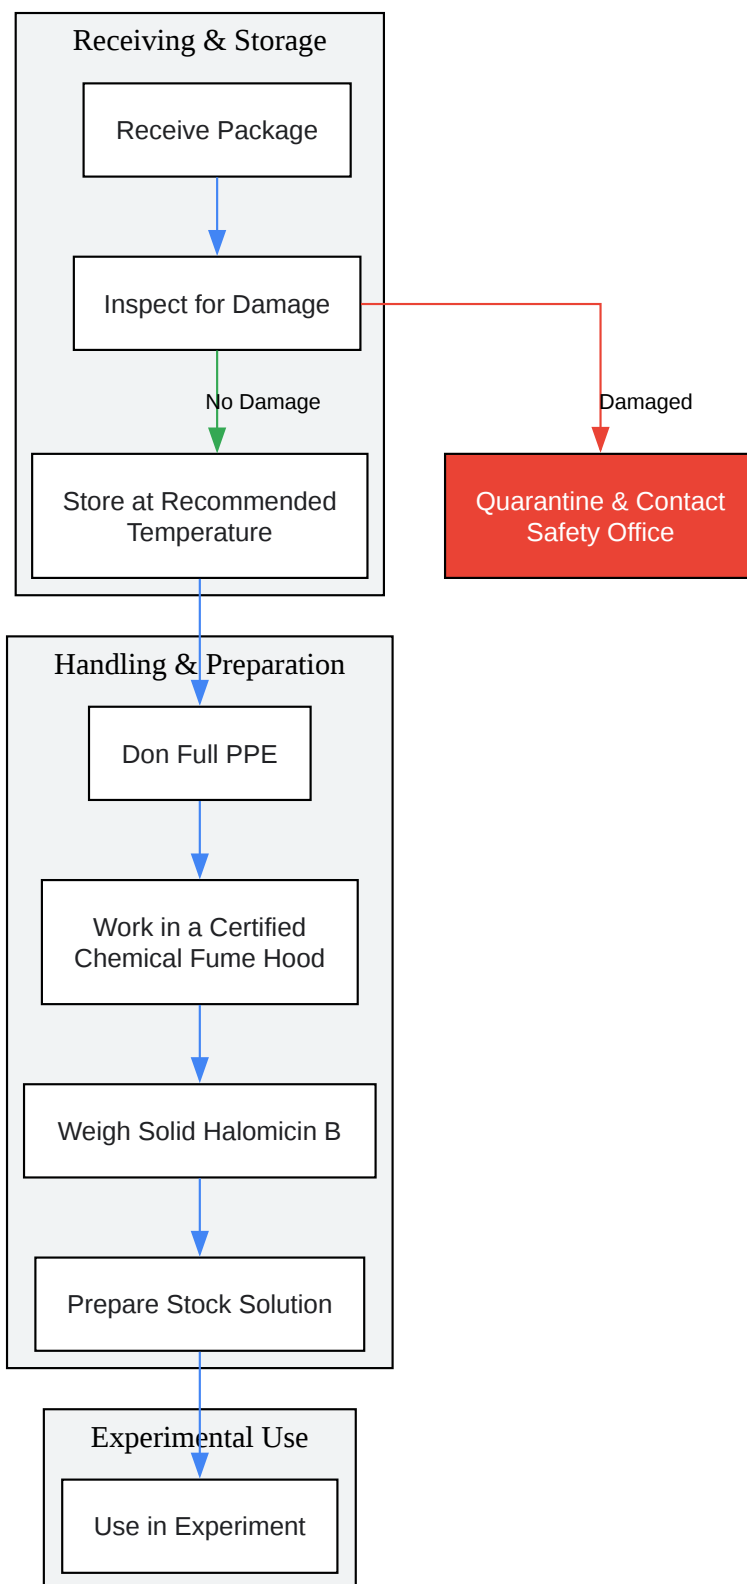 Receiving & Storage
Receive Package
Inspect for Damage
No Damage
Damaged
Store at Recommended
Temperature
Quarantine & Contact
Safety Office
Handling & Preparation
Don Full PPE
Work in a Certified
Chemical Fume Hood
Weigh Solid Halomicin B
Prepare Stock Solution
Experimental Use
Use in Experiment